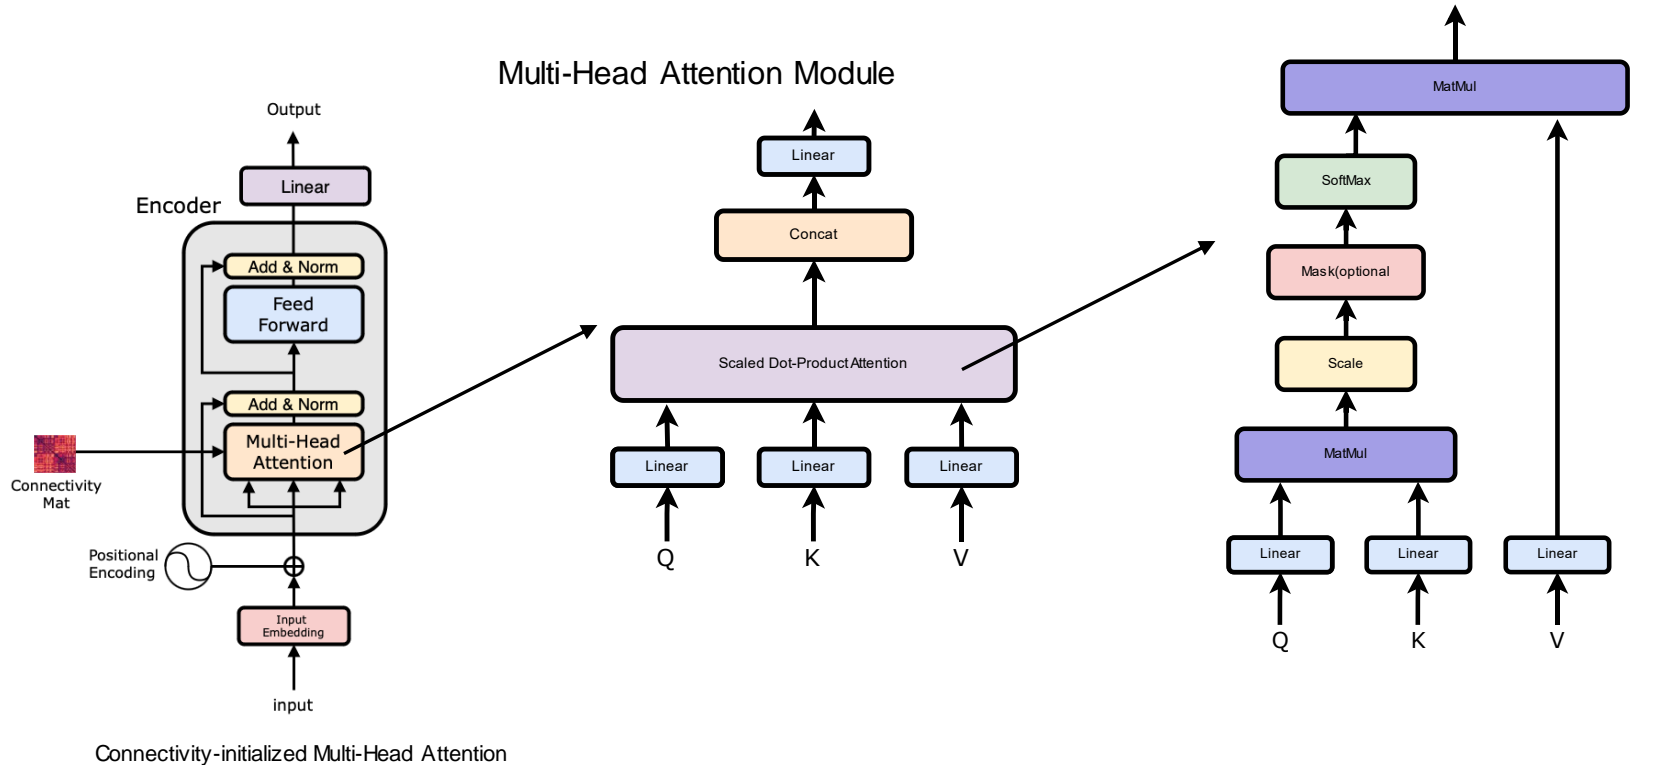 Output
Linear
Encoder
Add & Norm
Feed
Forward
Add & Norm
Multi-Head
Attention
Connectivity
Mat
Positional
Encoding
Input
Embedding
input
Connectivity-initialized Multi-Head Attention
Multi-Head Attention Module
Linear
Concat
Scaled Dot-Product Attention
Linear
Linear
Linear
Q
K
V
MatMul
SoftMax
Mask(optional
Scale
MatMul
Linear
Linear
Linear
Q
K
V